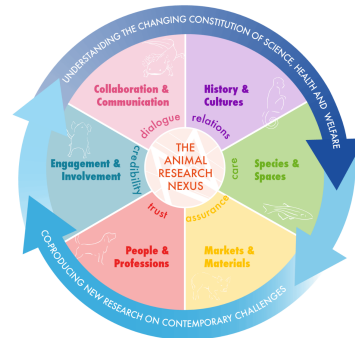 UNDERSTANDING THE CHANGING CONSTITUTION OF SCIENCE, HEALTH AND WELFARE
Collaboration &
Communication
History &
Cultures
dialogue
relations
Engagement &
Involvement
credibility
THE
ANIMAL
RESEARCH
NEXUS
care
Species &
Spaces
trust
assurance
People &
Professions
Markets &
Materials
CO-PRODUCING NEW RESEARCH ON CONTEMPORARY CHALLENGES